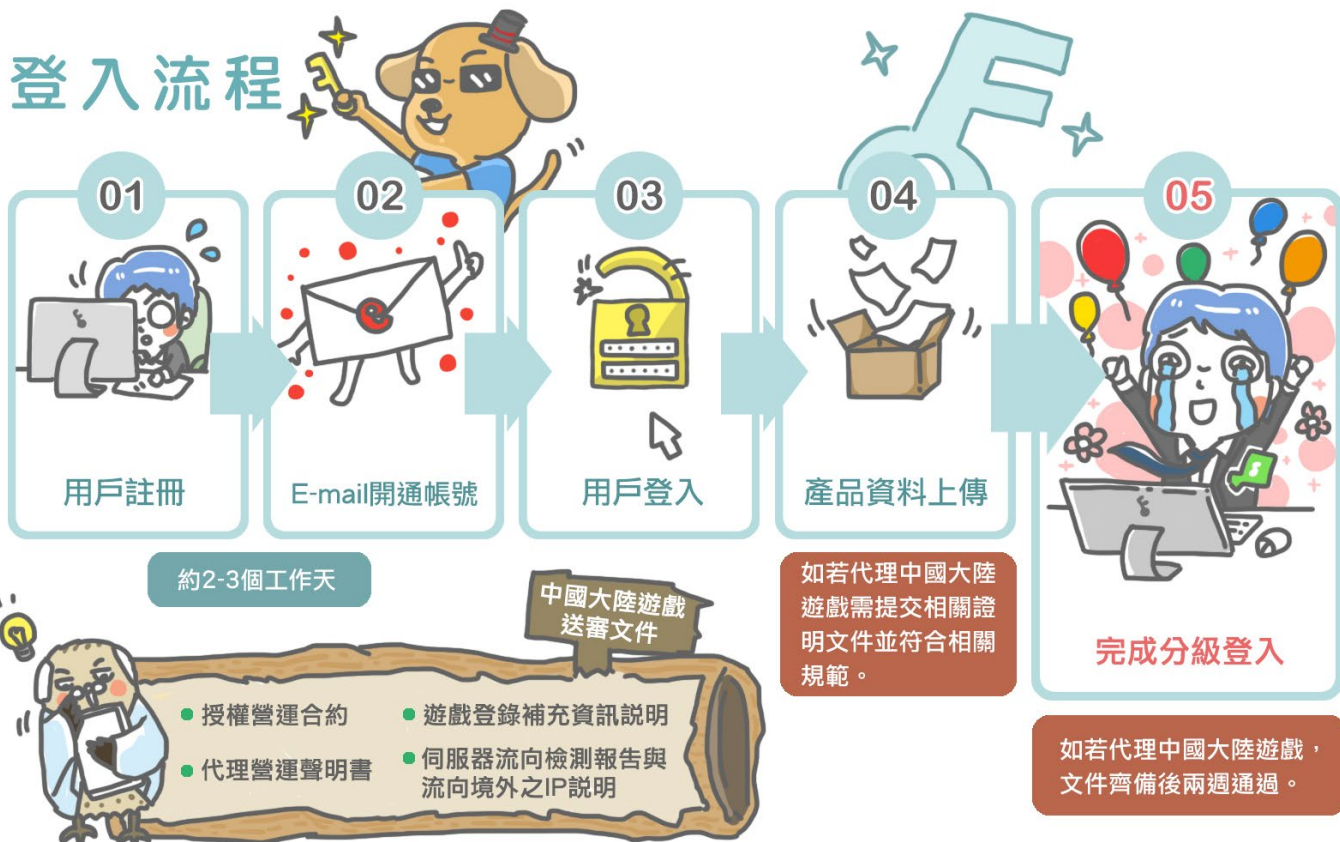 登入流程
01
用戶註冊
02
E-mail開通帳號
03
用戶登入
04
產品資料上傳
05
完成分級登入
約2-3個工作天
如若代理中國大陸
遊戲需提交相關證
明文件並符合相關
規範。
如若代理中國大陸遊戲，
文件齊備後兩週通過。
中國大陸遊戲
送審文件
授權營運合約
代理營運聲明書
遊戲登錄補充資訊説明
伺服器流向檢測報告與
流向境外之IP説明